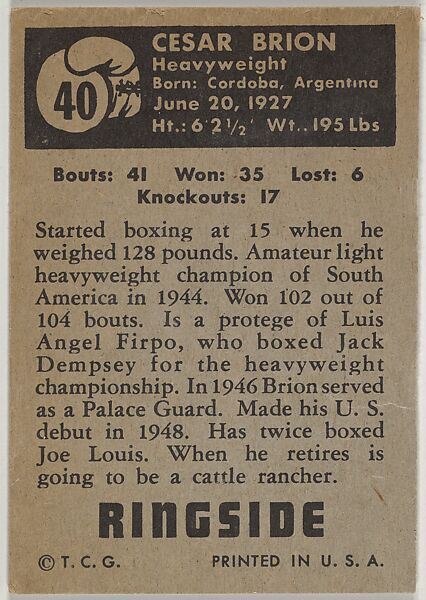 40
CESAR BRION
Heavyweight
Born: Cordoba, Argentina
June 20, 1927
Ht.: 6'2½' Wt.. 195 Lbs
Bouts: 41 Won: 35 Lost: 6
Knockouts: 17
Started boxing at 15 when he
weighed 128 pounds. Amateur light
heavyweight champion of South
America in 1944. Won 102 out of
104 bouts. Is a protege of Luis
Angel Firpo, who boxed Jack
Dempsey for the heavyweight
championship. In 1946 Brion served
as a Palace Guard. Made his U. S.
debut in 1948. Has twice boxed
Joe Louis. When he retires is
going to be a cattle rancher.
RINGSIDE
© T. C. G. PRINTED IN U. S. A.